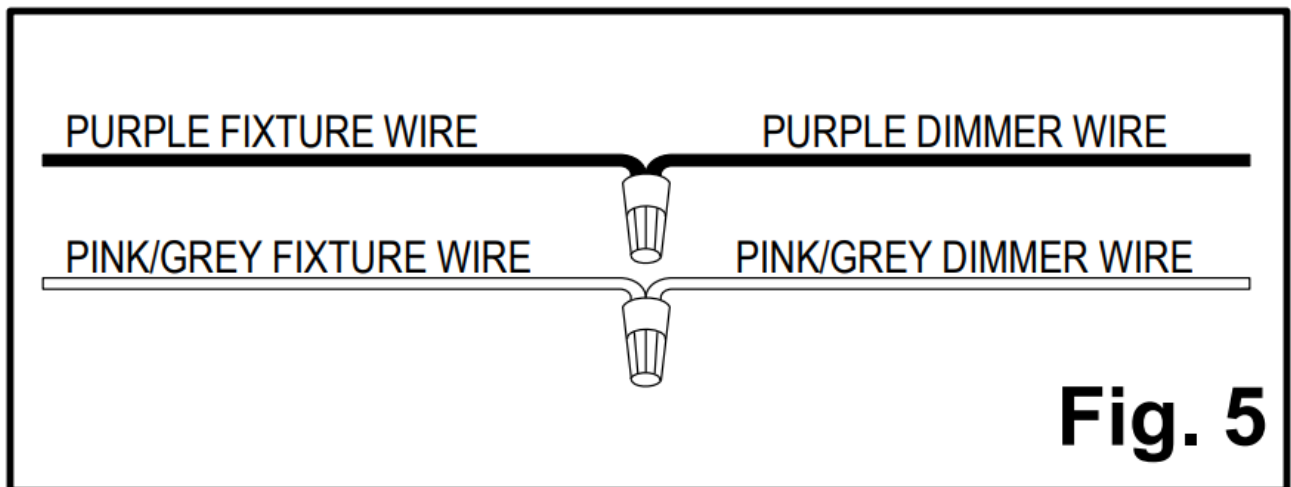 PURPLE FIXTURE WIRE PURPLE DIMMER WIRE
PINK/GREY FIXTURE WIRE PINK/GREY DIMMER WIRE
Fig. 5